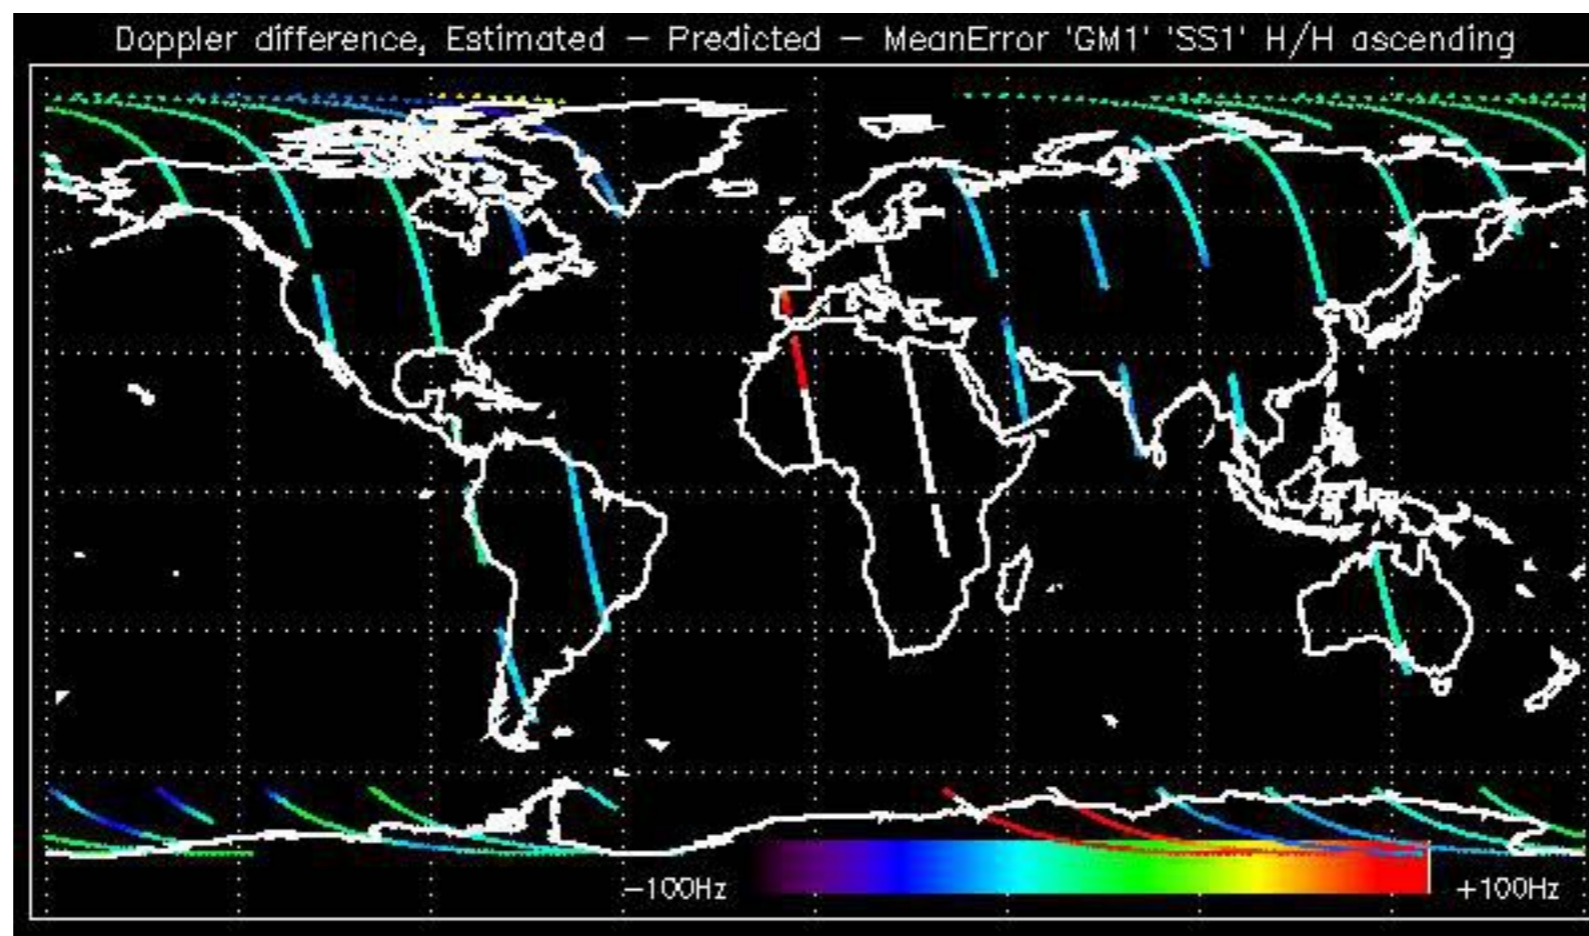 Doppler difference, Estimated – Predicted – MeanError 'GM1' 'SS1' H/H ascending
-100Hz
+100Hz